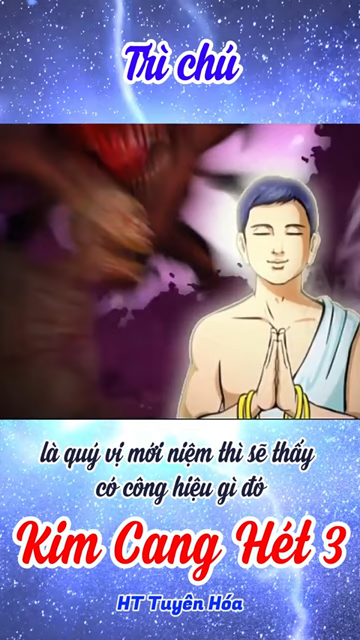 Trì chú
là quý vị mới niệm thì sẽ thấy
có công hiệu gì đó
Kim Cang Hét 3
HT Tuyên Hóa